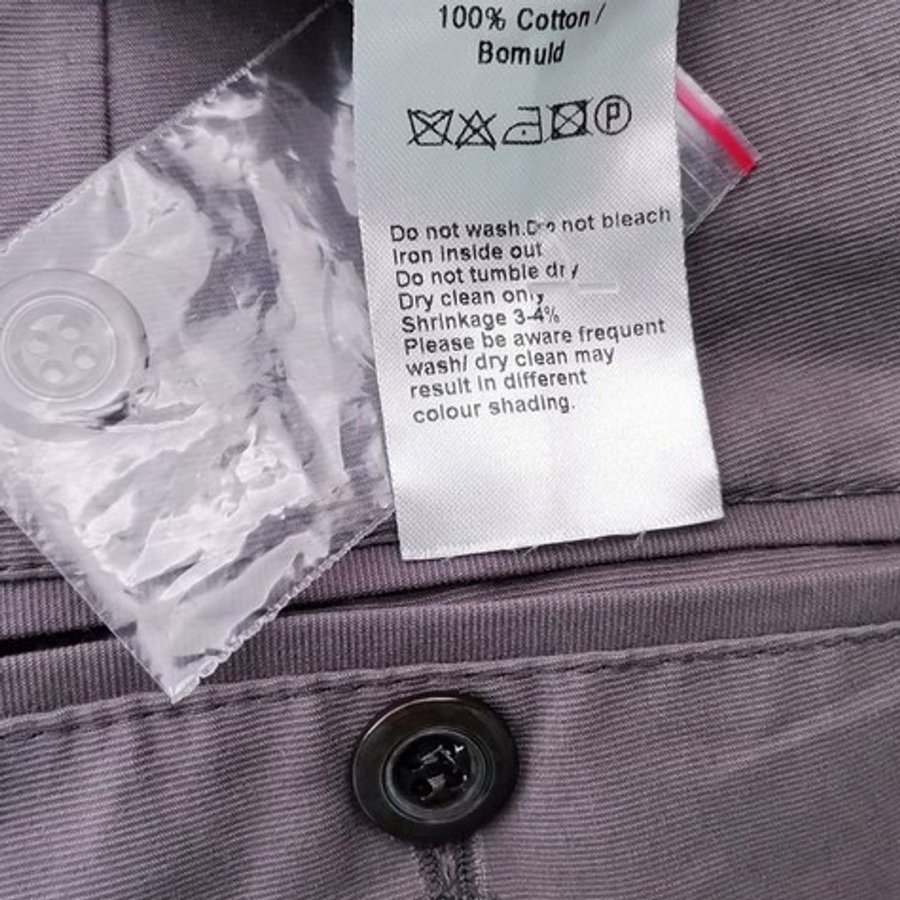 100% Cotton/
Bomuld
P
Do not wash.Do not bleach
Iron inside out
Do not tumble dry
Dry clean only
Shrinkage 3-4%
Please be aware frequent
wash/ dry clean may
result in different
colour shading.